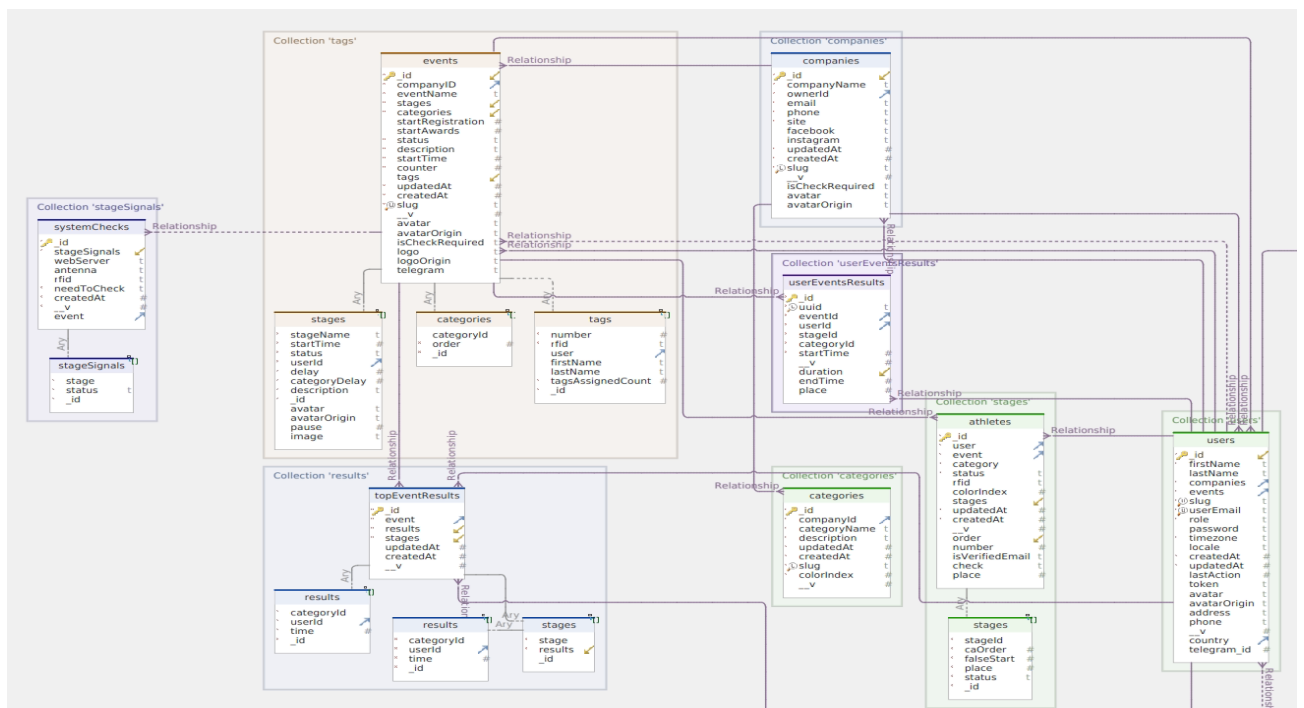 Collection 'tags'
events
_id
companyID t
eventName t
stages
categories
startRegistration #
startAwards #
status t
description t
startTime #
counter #
tags
updatedAt #
createdAt #
slug t
__v #
avatar t
avatarOrigin t
isCheckRequired t
logo t
logoOrigin t
telegram t
Relationship
Relationship
Relationship
Ary
Ary
Ary
stages
stageName t
startTime #
status t
userId
delay #
categoryDelay #
description t
_id
avatar t
avatarOrigin t
pause #
image t
categories
categoryId
order #
_id
tags
number #
rfid t
user
firstName t
lastName t
tagsAssignedCount #
_id
Collection 'companies'
companies
_id
companyName t
ownerId
email t
phone t
site t
facebook t
instagram t
updatedAt #
createdAt #
slug t
__v #
isCheckRequired t
avatar t
avatarOrigin t
Relationship
Collection 'stageSignals'
systemChecks
_id
stageSignals
webServer t
antenna t
rfid t
needToCheck t
createdAt #
__v #
event
Relationship
Ary
stageSignals
stage
status t
_id
Collection 'userEventsResults'
userEventsResults
_id
uuid t
eventId
userId
stageId
categoryId
startTime #
__v #
duration
endTime #
place #
Relationship
Relationship
Collection 'stages'
athletes
_id
user
event
category
status t
rfid t
colorIndex #
stages
updatedAt #
createdAt #
__v #
order
number #
isVerifiedEmail t
check t
place #
Relationship
Relationship
Ary
stages
stageId
caOrder #
falseStart #
place #
status t
_id
Collection 'categories'
categories
_id
companyId
categoryName t
description t
updatedAt #
createdAt #
slug t
colorIndex #
__v #
Relationship
users
_id
firstName t
lastName t
companies
events
slug t
userEmail t
role t
password t
timezone t
locale t
createdAt #
updatedAt #
lastAction #
token t
avatar t
avatarOrigin t
address t
phone t
__v #
country
telegram_id t
Relationship
Relationship
Collection 'results'
topEventResults
_id
event
results
stages
updatedAt #
createdAt #
__v #
Relationship
Relationship
Ary
Ary
Ary
results
categoryId
userId
time #
_id
results
categoryId
userId
time #
_id
stages
stage
results
_id